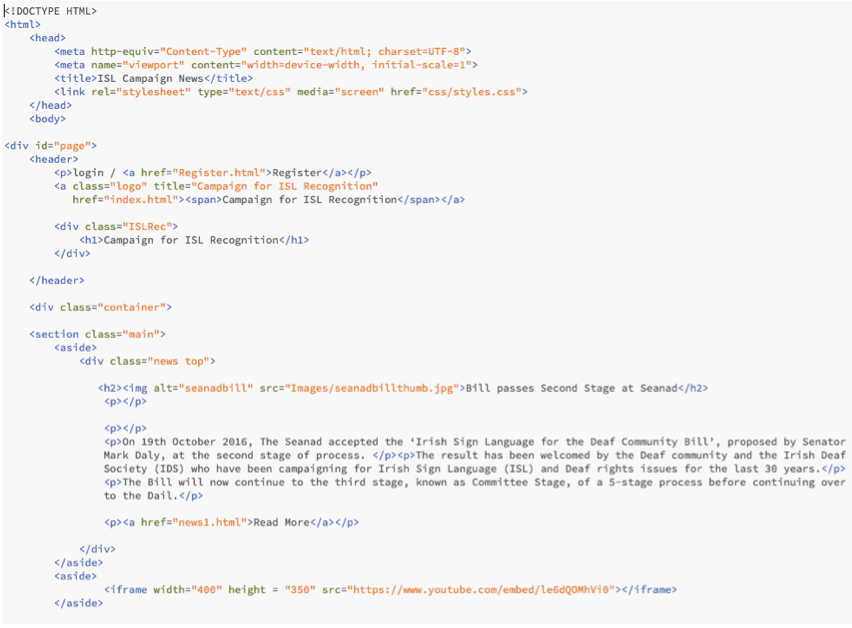 <!DOCTYPE HTML>
<html>
<head>
<meta http-equiv="Content-Type" content="text/html; charset=UTF-8">
<meta name="viewport" content="width=device-width, initial-scale=1">
<title>ISL Campaign News</title>
<link rel="stylesheet" type="text/css" media="screen" href="css/styles.css">
</head>
<body>
<div id="page">
<header>
<p>login / <a href="Register.html">Register</a></p>
<a class="logo" title="Campaign for ISL Recognition"
href="index.html"><span>Campaign for ISL Recognition</span></a>
<div class="ISLRec">
<h1>Campaign for ISL Recognition</h1>
</div>
</header>
<div class="container">
<section class="main">
<aside>
<div class="news top">
<h2><img alt="seanadbill" src="Images/seanadbillthumb.jpg">Bill passes Second Stage at Seanad</h2>
<p></p>
<p></p>
<p>On 19th October 2016, The Seanad accepted the ‘Irish Sign Language for the Deaf Community Bill’, proposed by Senator
Mark Daly, at the second stage of process. </p><p>The result has been welcomed by the Deaf community and the Irish Deaf
Society (IDS) who have been campaigning for Irish Sign Language (ISL) and Deaf rights issues for the last 30 years.</p>
<p>The Bill will now continue to the third stage, known as Committee Stage, of a 5-stage process before continuing over
to the Dail.</p>
<p><a href="news1.html">Read More</a></p>
</div>
</aside>
<aside>
<iframe width="400" height = "350" src="https://www.youtube.com/embed/le6dQOMhVi0"></iframe>
</aside>